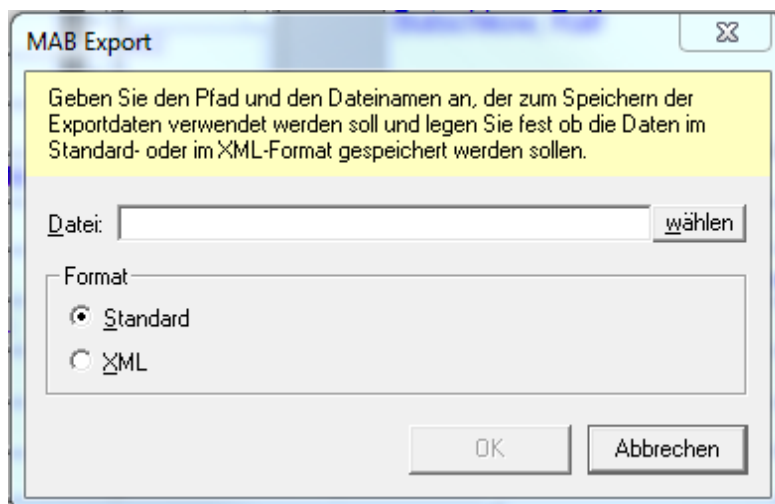 MAB Export
Geben Sie den Pfad und den Dateinamen an, der zum Speichern der
Exportdaten verwendet werden soll und legen Sie fest ob die Daten im
Standard- oder im XML-Format gespeichert werden sollen.
Datei:
wählen
Format
Standard
XML
OK
Abbrechen